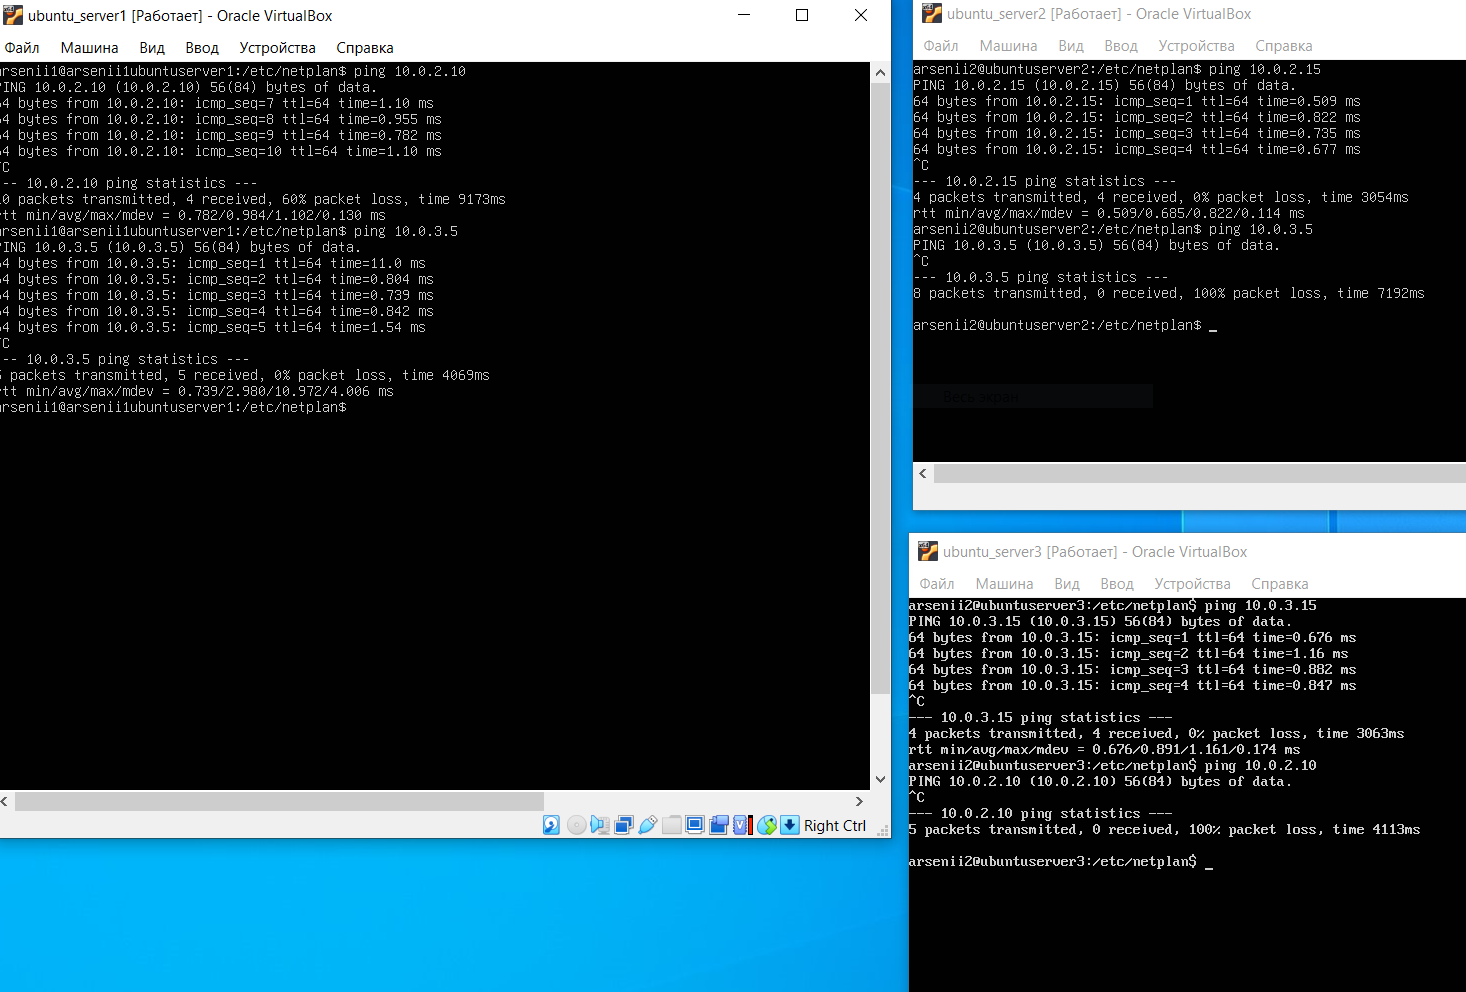 ubuntu_server1 [Работает] - Oracle VirtualBox
Файл Машина Вид Ввод Устройства Справка
arsenii1@arsenii1ubuntuserver1:/etc/netplan$ ping 10.0.2.10
PING 10.0.2.10 (10.0.2.10) 56(84) bytes of data.
64 bytes from 10.0.2.10: icmp_seq=7 ttl=64 time=1.10 ms
64 bytes from 10.0.2.10: icmp_seq=8 ttl=64 time=0.955 ms
64 bytes from 10.0.2.10: icmp_seq=9 ttl=64 time=0.782 ms
64 bytes from 10.0.2.10: icmp_seq=10 ttl=64 time=1.10 ms
^C
--- 10.0.2.10 ping statistics ---
10 packets transmitted, 4 received, 60% packet loss, time 9173ms
rtt min/avg/max/mdev = 0.782/0.984/1.102/0.130 ms
arsenii1@arsenii1ubuntuserver1:/etc/netplan$ ping 10.0.3.5
PING 10.0.3.5 (10.0.3.5) 56(84) bytes of data.
64 bytes from 10.0.3.5: icmp_seq=1 ttl=64 time=11.0 ms
64 bytes from 10.0.3.5: icmp_seq=2 ttl=64 time=0.804 ms
64 bytes from 10.0.3.5: icmp_seq=3 ttl=64 time=0.739 ms
64 bytes from 10.0.3.5: icmp_seq=4 ttl=64 time=0.842 ms
64 bytes from 10.0.3.5: icmp_seq=5 ttl=64 time=1.54 ms
^C
--- 10.0.3.5 ping statistics ---
5 packets transmitted, 5 received, 0% packet loss, time 4069ms
rtt min/avg/max/mdev = 0.739/2.980/10.972/4.006 ms
arsenii1@arsenii1ubuntuserver1:/etc/netplan$
Right Ctrl
ubuntu_server2 [Работает] - Oracle VirtualBox
Файл Машина Вид Ввод Устройства Справка
arsenii2@ubuntuserver2:/etc/netplan$ ping 10.0.2.15
PING 10.0.2.15 (10.0.2.15) 56(84) bytes of data.
64 bytes from 10.0.2.15: icmp_seq=1 ttl=64 time=0.509 ms
64 bytes from 10.0.2.15: icmp_seq=2 ttl=64 time=0.822 ms
64 bytes from 10.0.2.15: icmp_seq=3 ttl=64 time=0.735 ms
64 bytes from 10.0.2.15: icmp_seq=4 ttl=64 time=0.677 ms
^C
--- 10.0.2.15 ping statistics ---
4 packets transmitted, 4 received, 0% packet loss, time 3054ms
rtt min/avg/max/mdev = 0.509/0.685/0.822/0.114 ms
arsenii2@ubuntuserver2:/etc/netplan$ ping 10.0.3.5
PING 10.0.3.5 (10.0.3.5) 56(84) bytes of data.
^C
--- 10.0.3.5 ping statistics ---
8 packets transmitted, 0 received, 100% packet loss, time 7192ms
arsenii2@ubuntuserver2:/etc/netplan$ _
Весь экран
ubuntu_server3 [Работает] - Oracle VirtualBox
Файл Машина Вид Ввод Устройства Справка
arsenii2@ubuntuserver3:/etc/netplan$ ping 10.0.3.15
PING 10.0.3.15 (10.0.3.15) 56(84) bytes of data.
64 bytes from 10.0.3.15: icmp_seq=1 ttl=64 time=0.676 ms
64 bytes from 10.0.3.15: icmp_seq=2 ttl=64 time=1.16 ms
64 bytes from 10.0.3.15: icmp_seq=3 ttl=64 time=0.882 ms
64 bytes from 10.0.3.15: icmp_seq=4 ttl=64 time=0.847 ms
^C
--- 10.0.3.15 ping statistics ---
4 packets transmitted, 4 received, 0% packet loss, time 3063ms
rtt min/avg/max/mdev = 0.676/0.891/1.161/0.174 ms
arsenii2@ubuntuserver3:/etc/netplan$ ping 10.0.2.10
PING 10.0.2.10 (10.0.2.10) 56(84) bytes of data.
^C
--- 10.0.2.10 ping statistics ---
5 packets transmitted, 0 received, 100% packet loss, time 4113ms
arsenii2@ubuntuserver3:/etc/netplan$ _